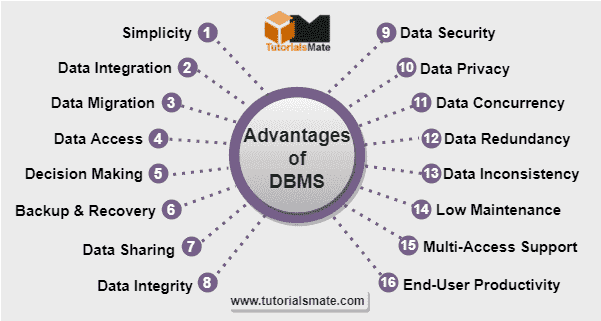 TutorialsMate
Advantages
of
DBMS
Simplicity 1
Data Integration 2
Data Migration 3
Data Access 4
Decision Making 5
Backup & Recovery 6
Data Sharing 7
Data Integrity 8
9 Data Security
10 Data Privacy
11 Data Concurrency
12 Data Redundancy
13 Data Inconsistency
14 Low Maintenance
15 Multi-Access Support
16 End-User Productivity
www.tutorialsmate.com